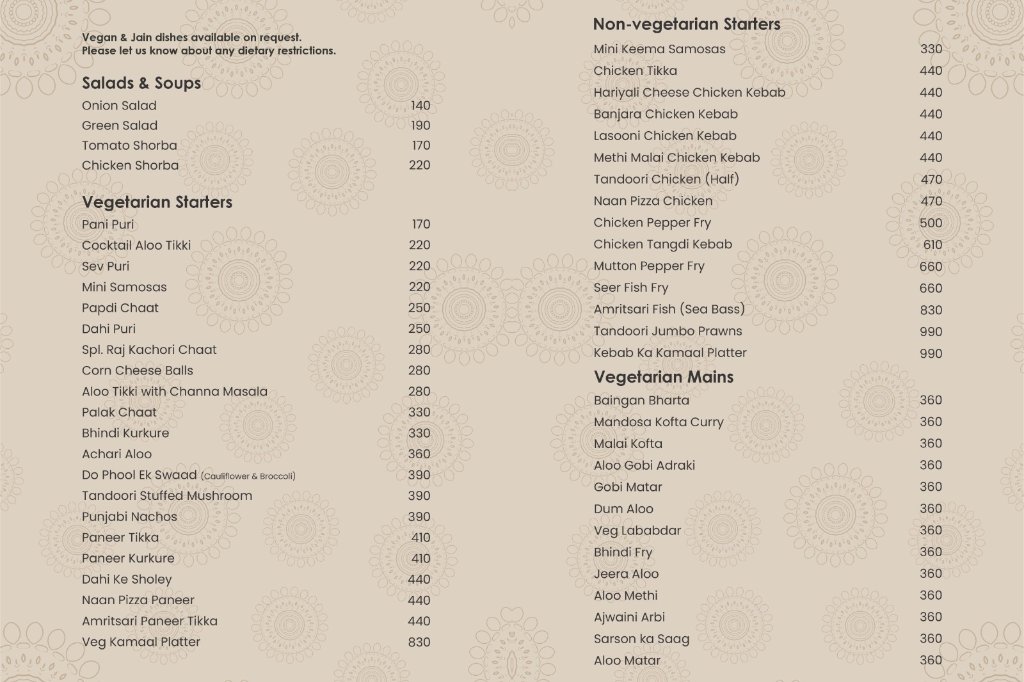 Vegan & Jain dishes available on request.
Please let us know about any dietary restrictions.
Salads & Soups
Onion Salad 140
Green Salad 190
Tomato Shorba 170
Chicken Shorba 220
Vegetarian Starters
Pani Puri 170
Cocktail Aloo Tikki 220
Sev Puri 220
Mini Samosas 220
Papdi Chaat 250
Dahi Puri 250
Spl. Raj Kachori Chaat 280
Corn Cheese Balls 280
Aloo Tikki with Channa Masala 280
Palak Chaat 330
Bhindi Kurkure 330
Achari Aloo 360
Do Phool Ek Swaad (Cauliflower & Broccoli) 390
Tandoori Stuffed Mushroom 390
Punjabi Nachos 390
Paneer Tikka 410
Paneer Kurkure 410
Dahi Ke Sholey 440
Naan Pizza Paneer 440
Amritsari Paneer Tikka 440
Veg Kamaal Platter 830
Non-vegetarian Starters
Mini Keema Samosas 330
Chicken Tikka 440
Hariyali Cheese Chicken Kebab 440
Banjara Chicken Kebab 440
Lasooni Chicken Kebab 440
Methi Malai Chicken Kebab 440
Tandoori Chicken (Half) 470
Naan Pizza Chicken 470
Chicken Pepper Fry 500
Chicken Tangdi Kebab 610
Mutton Pepper Fry 660
Seer Fish Fry 660
Amritsari Fish (Sea Bass) 830
Tandoori Jumbo Prawns 990
Kebab Ka Kamaal Platter 990
Vegetarian Mains
Baingan Bharta 360
Mandosa Kofta Curry 360
Malai Kofta 360
Aloo Gobi Adraki 360
Gobi Matar 360
Dum Aloo 360
Veg Lababdar 360
Bhindi Fry 360
Jeera Aloo 360
Aloo Methi 360
Ajwaini Arbi 360
Sarson ka Saag 360
Aloo Matar 360